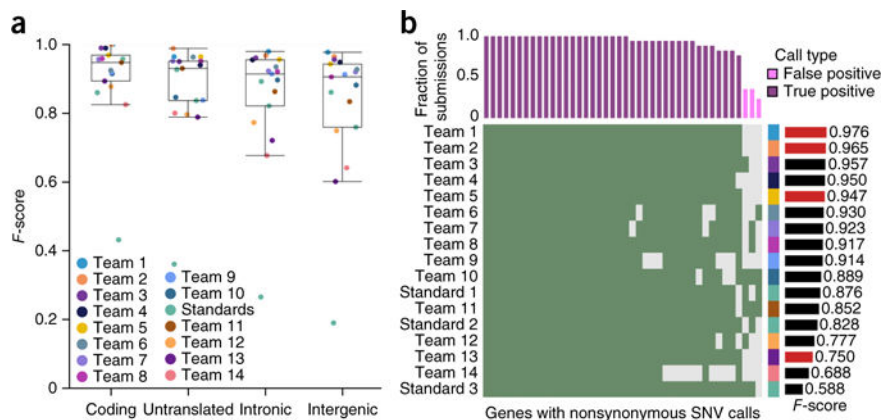 a
F-score
1.0
0.8
0.6
0.4
0.2
0
Team 1
Team 2
Team 3
Team 4
Team 5
Team 6
Team 7
Team 8
Team 9
Team 10
Standards
Team 11
Team 12
Team 13
Team 14
Coding Untranslated Intronic Intergenic
b
Fraction of
submissions
1.0
0.5
0
Call type
False positive
True positive
Team 1 0.976
Team 2 0.965
Team 3 0.957
Team 4 0.950
Team 5 0.947
Team 6 0.930
Team 7 0.923
Team 8 0.917
Team 9 0.914
Team 10 0.889
Standard 1 0.876
Team 11 0.852
Standard 2 0.828
Team 12 0.777
Team 13 0.750
Team 14 0.688
Standard 3 0.588
Genes with nonsynonymous SNV calls
F-score